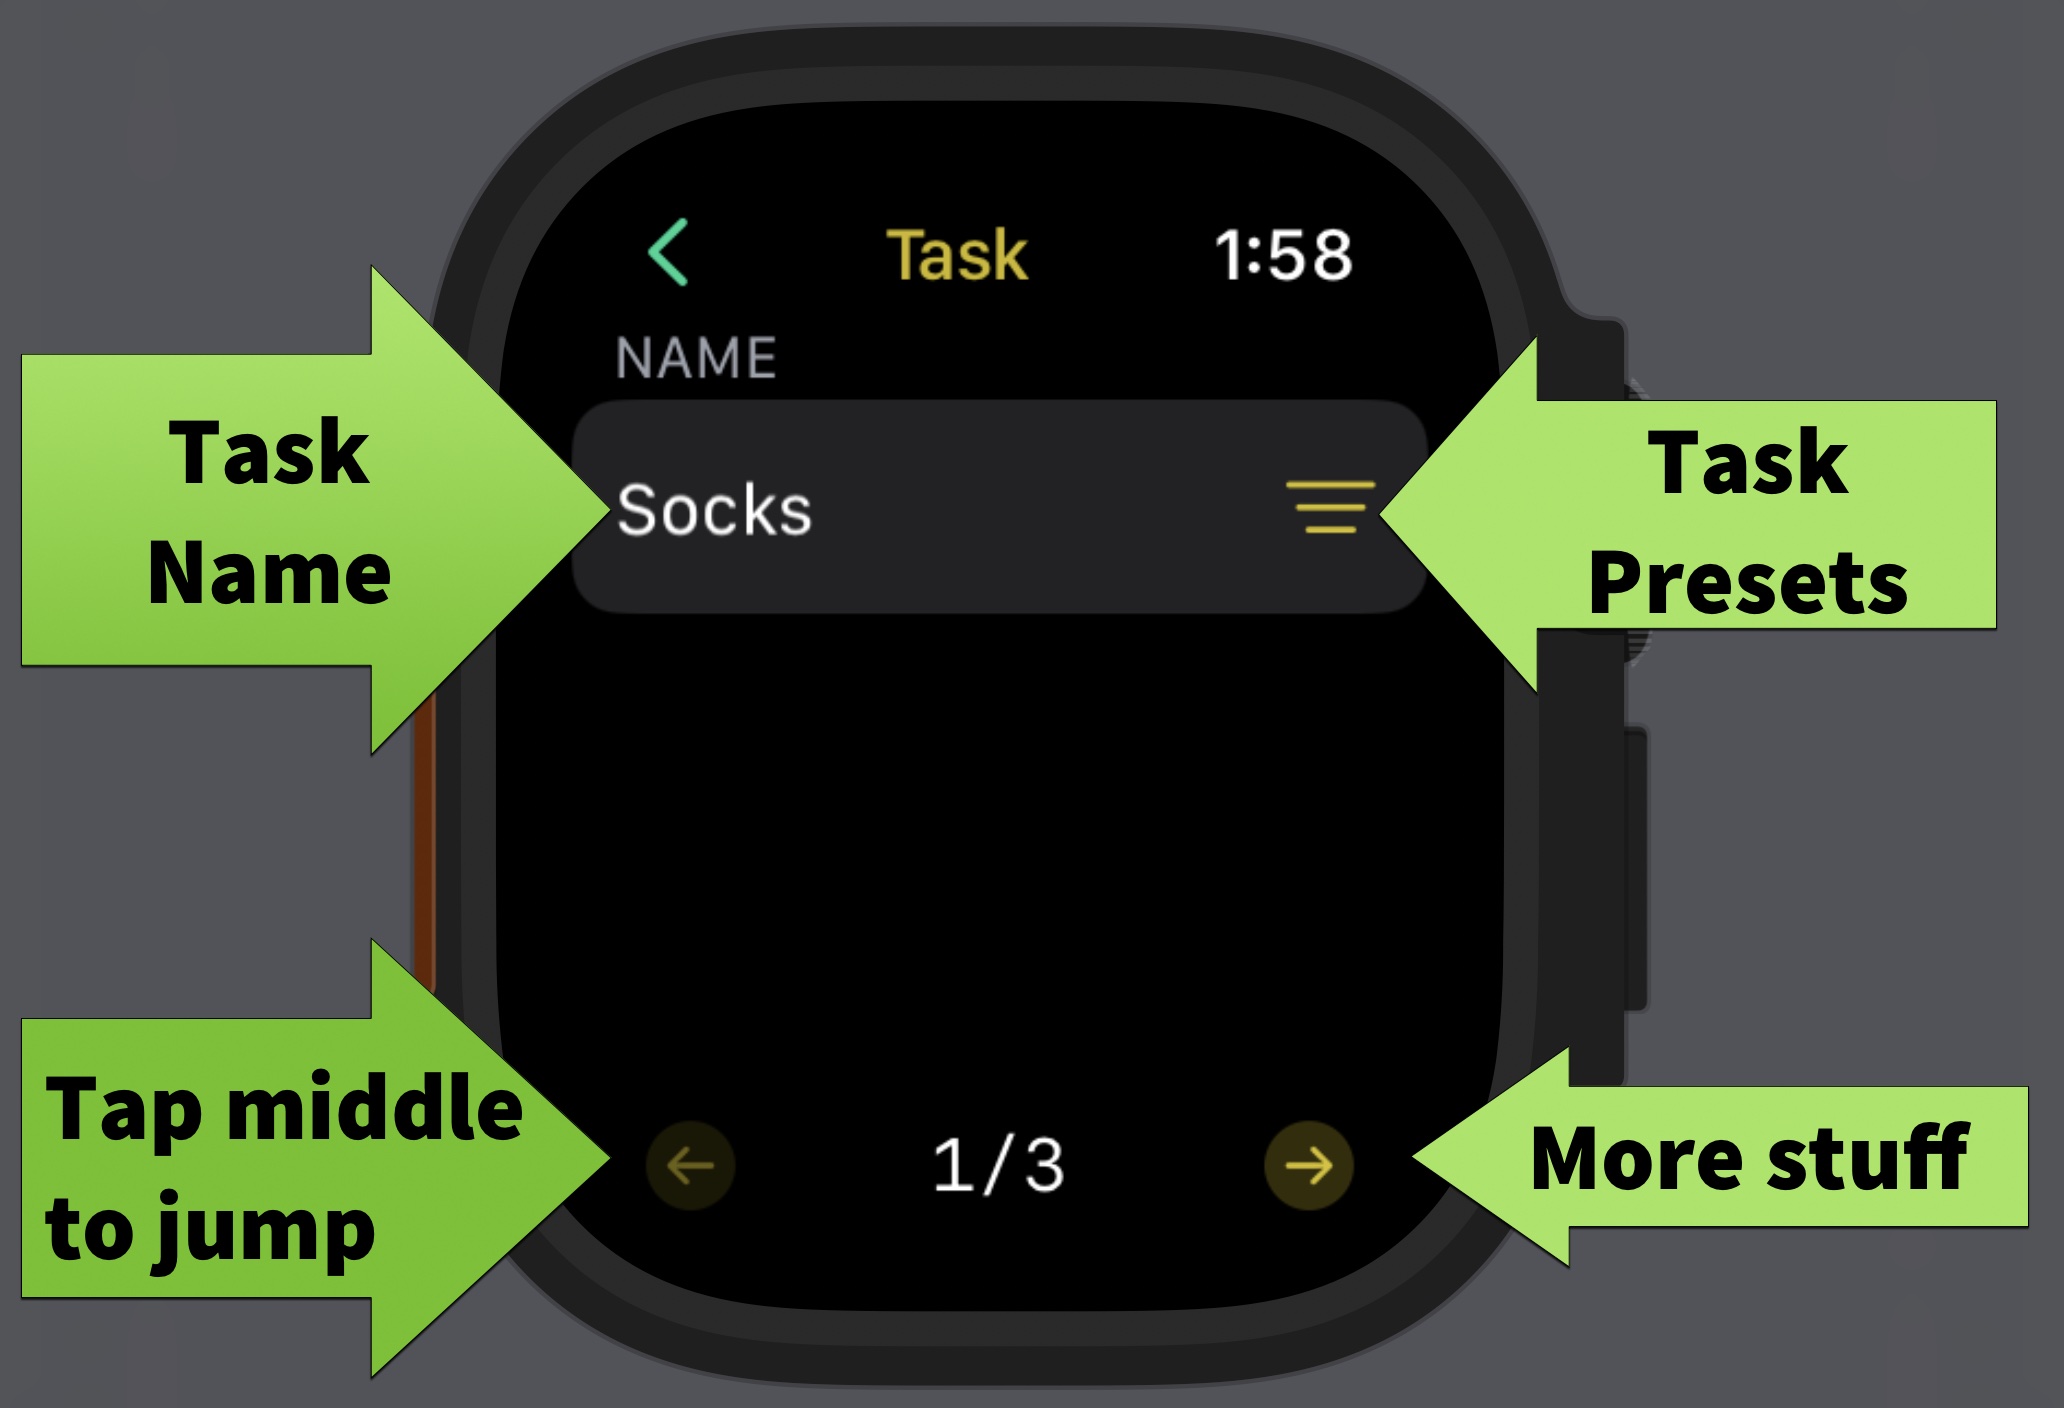 Task
1:58
NAME
Task
Name
Socks
Task
Presets
Tap middle
to jump
1/3
More stuff